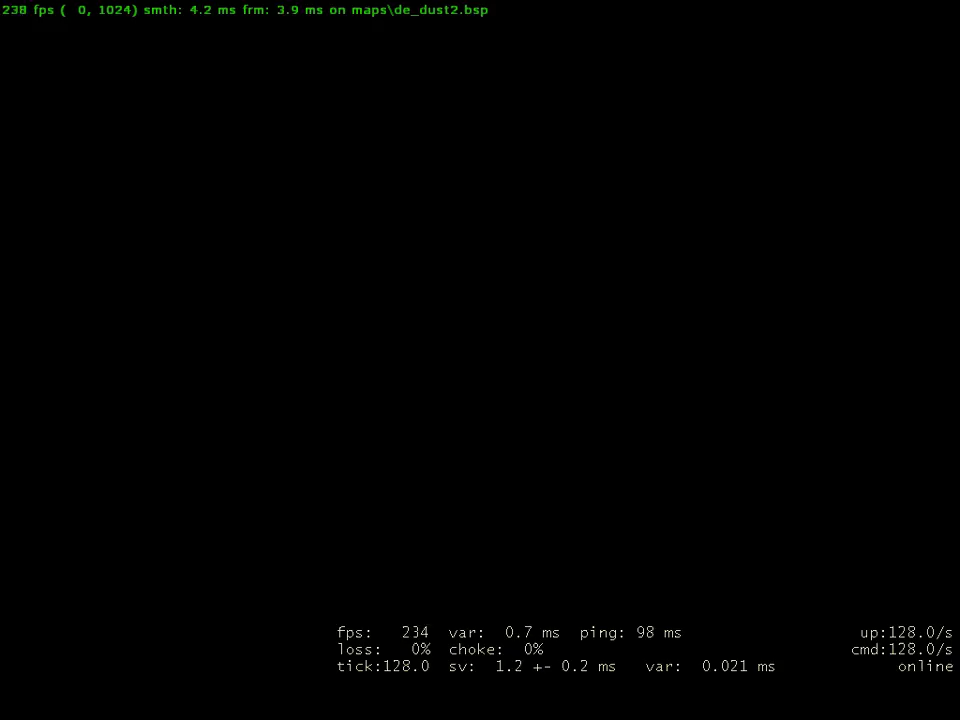 238 fps (  0, 1024) smth: 4.2 ms frm: 3.9 ms on maps\de_dust2.bsp
fps:   234  var:  0.7 ms  ping: 98 ms                   up:128.0/s
loss:   0%  choke:  0%                                 cmd:128.0/s
tick:128.0  sv:  1.2 +- 0.2 ms   var:  0.021 ms             online